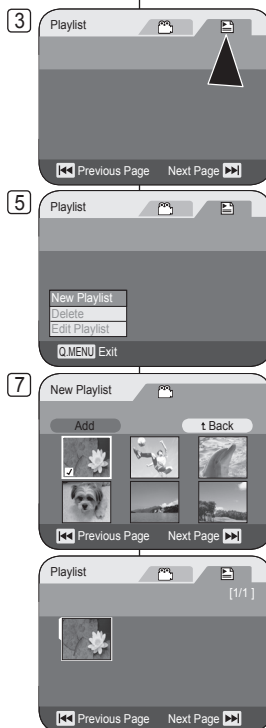 3
Playlist
Previous Page Next Page
5
Playlist
New Playlist
Delete
Edit Playlist
Q.MENU Exit
7
New Playlist
Add t Back
Previous Page Next Page
Playlist
[1/1 ]
Previous Page Next Page